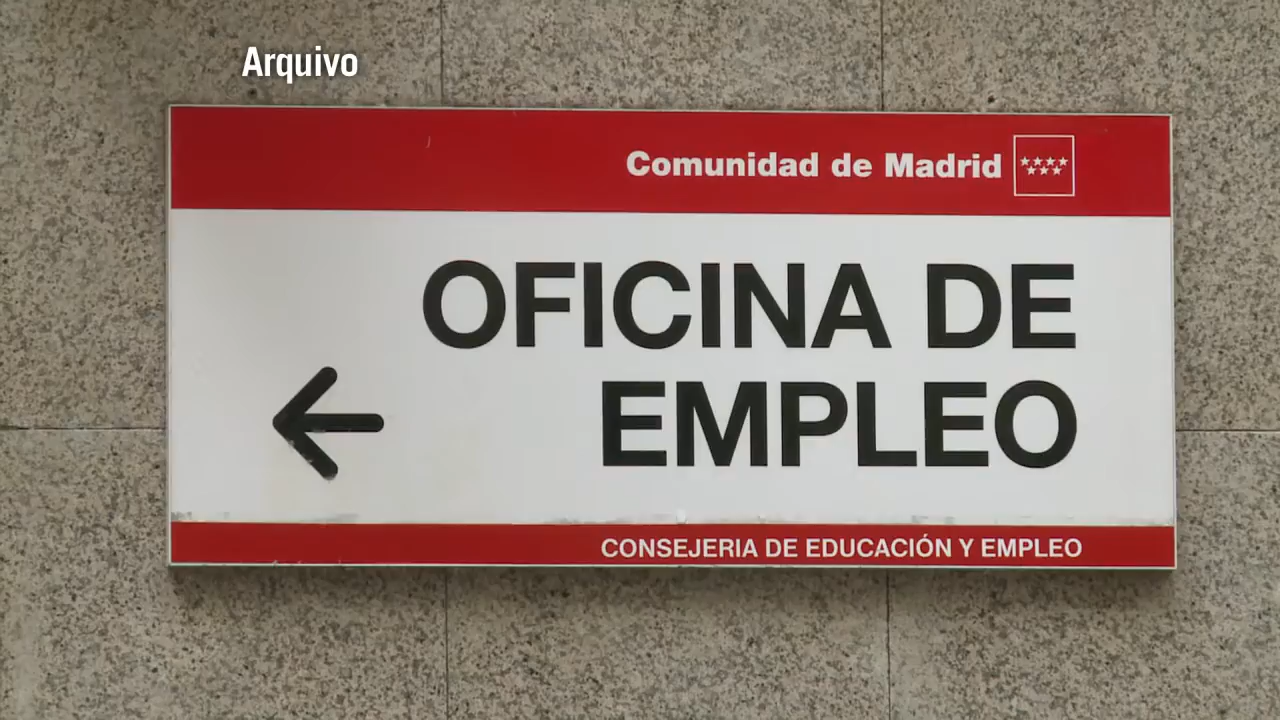 Arquivo
Comunidad de Madrid
OFICINA DE
EMPLEO
CONSEJERIA DE EDUCACIÓN Y EMPLEO